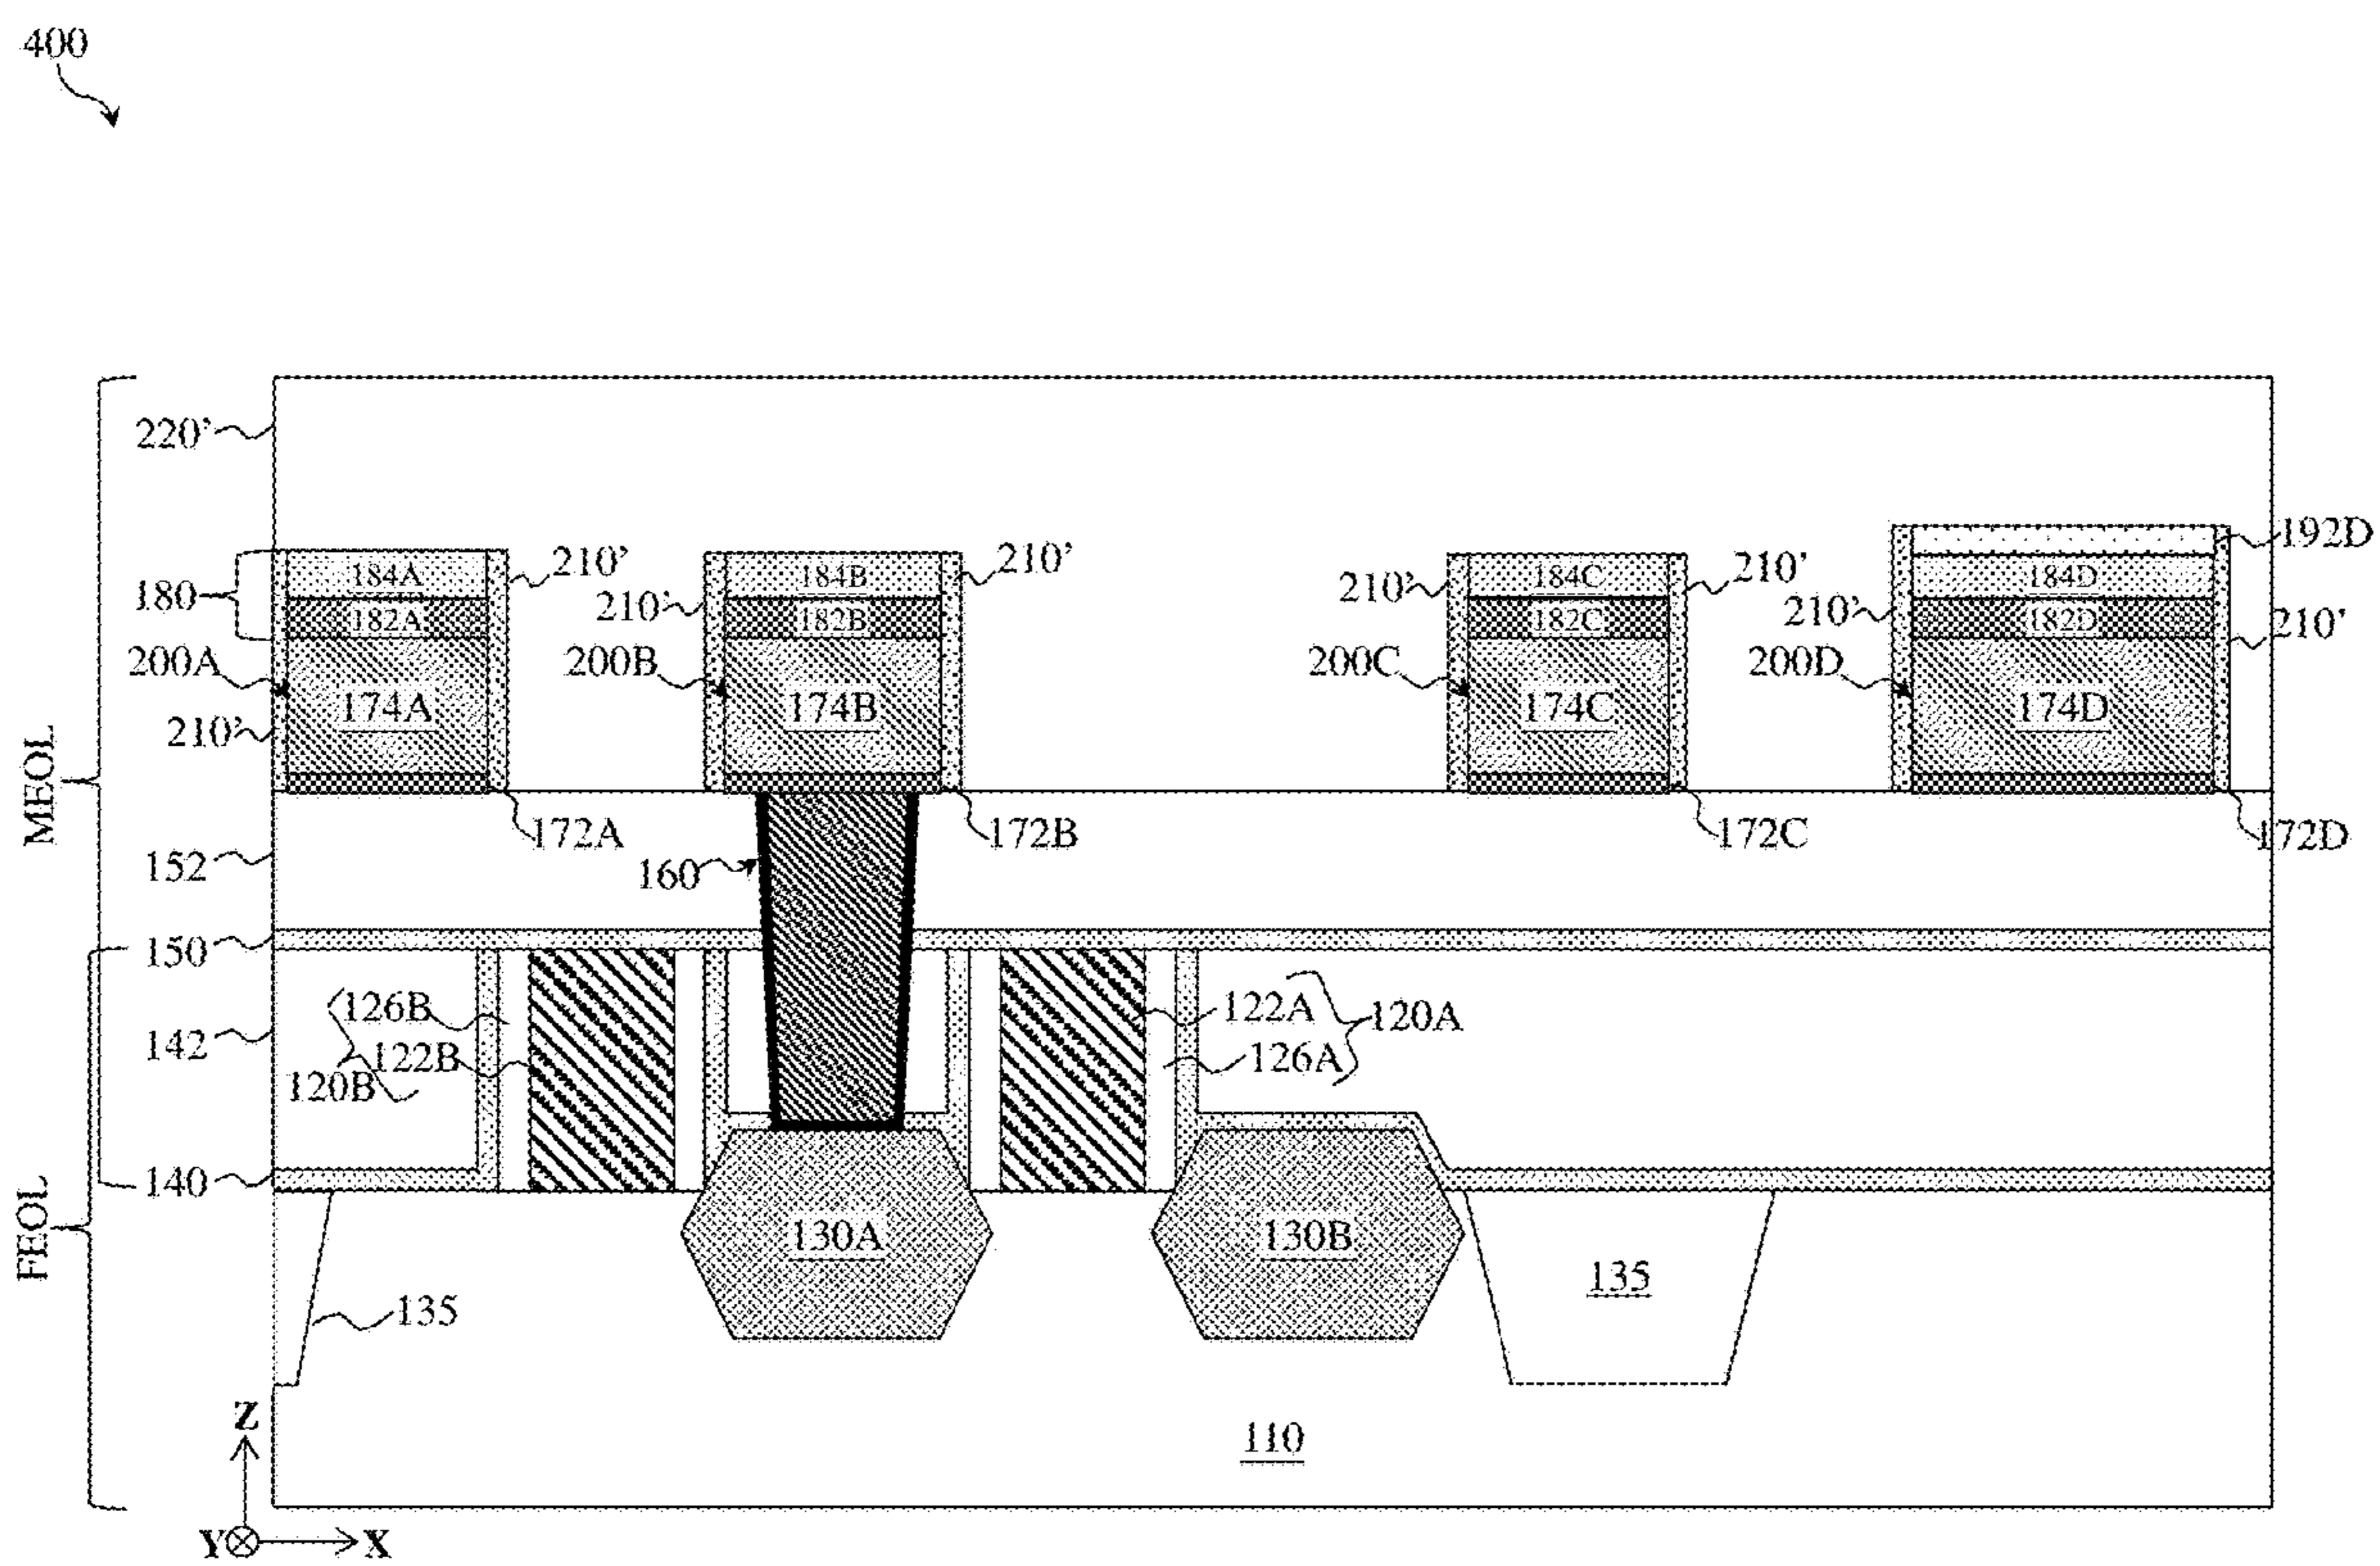 400
220’
192D
184A
184B
184C
184D
210’
210’
210’
210’
180
210’
210’
210’
182A
182B
182C
182D
200A
200B
200C
200D
174A
174B
174C
174D
210’
MEOL
172A
172B
172C
172D
152
160
150
126B
122A
120A
142
122B
126A
120B
140
FEOL
130A
130B
135
135
110
Z
Y
X